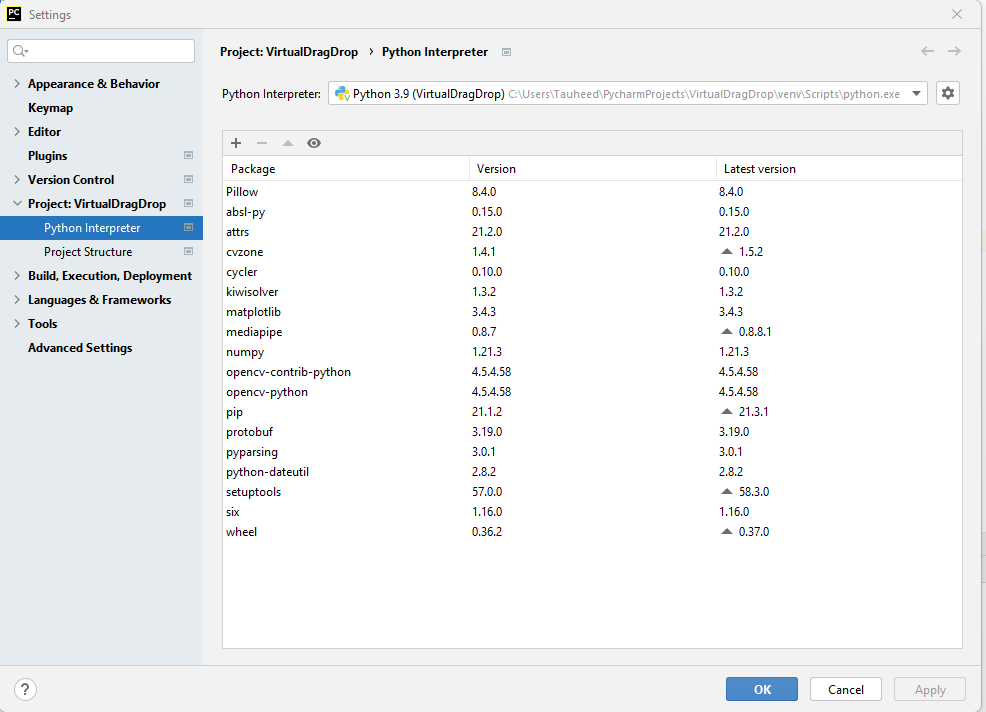 PC Settings
Project: VirtualDragDrop › Python Interpreter
Appearance & Behavior
Keymap
Editor
Plugins
Version Control
Project: VirtualDragDrop
Python Interpreter
Project Structure
Build, Execution, Deployment
Languages & Frameworks
Tools
Advanced Settings
Python Interpreter: Python 3.9 (VirtualDragDrop) C:\Users\Tauheed\PycharmProjects\VirtualDragDrop\venv\Scripts\python.exe
Package Version Latest version
Pillow 8.4.0 8.4.0
absl-py 0.15.0 0.15.0
attrs 21.2.0 21.2.0
cvzone 1.4.1 1.5.2
cycler 0.10.0 0.10.0
kiwisolver 1.3.2 1.3.2
matplotlib 3.4.3 3.4.3
mediapipe 0.8.7 0.8.8.1
numpy 1.21.3 1.21.3
opencv-contrib-python 4.5.4.58 4.5.4.58
opencv-python 4.5.4.58 4.5.4.58
pip 21.1.2 21.3.1
protobuf 3.19.0 3.19.0
pyparsing 3.0.1 3.0.1
python-dateutil 2.8.2 2.8.2
setuptools 57.0.0 58.3.0
six 1.16.0 1.16.0
wheel 0.36.2 0.37.0
? OK Cancel Apply